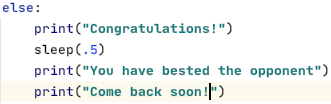 else:
    print("Congratulations!")
    sleep(.5)
    print("You have bested the opponent")
    print("Come back soon!")